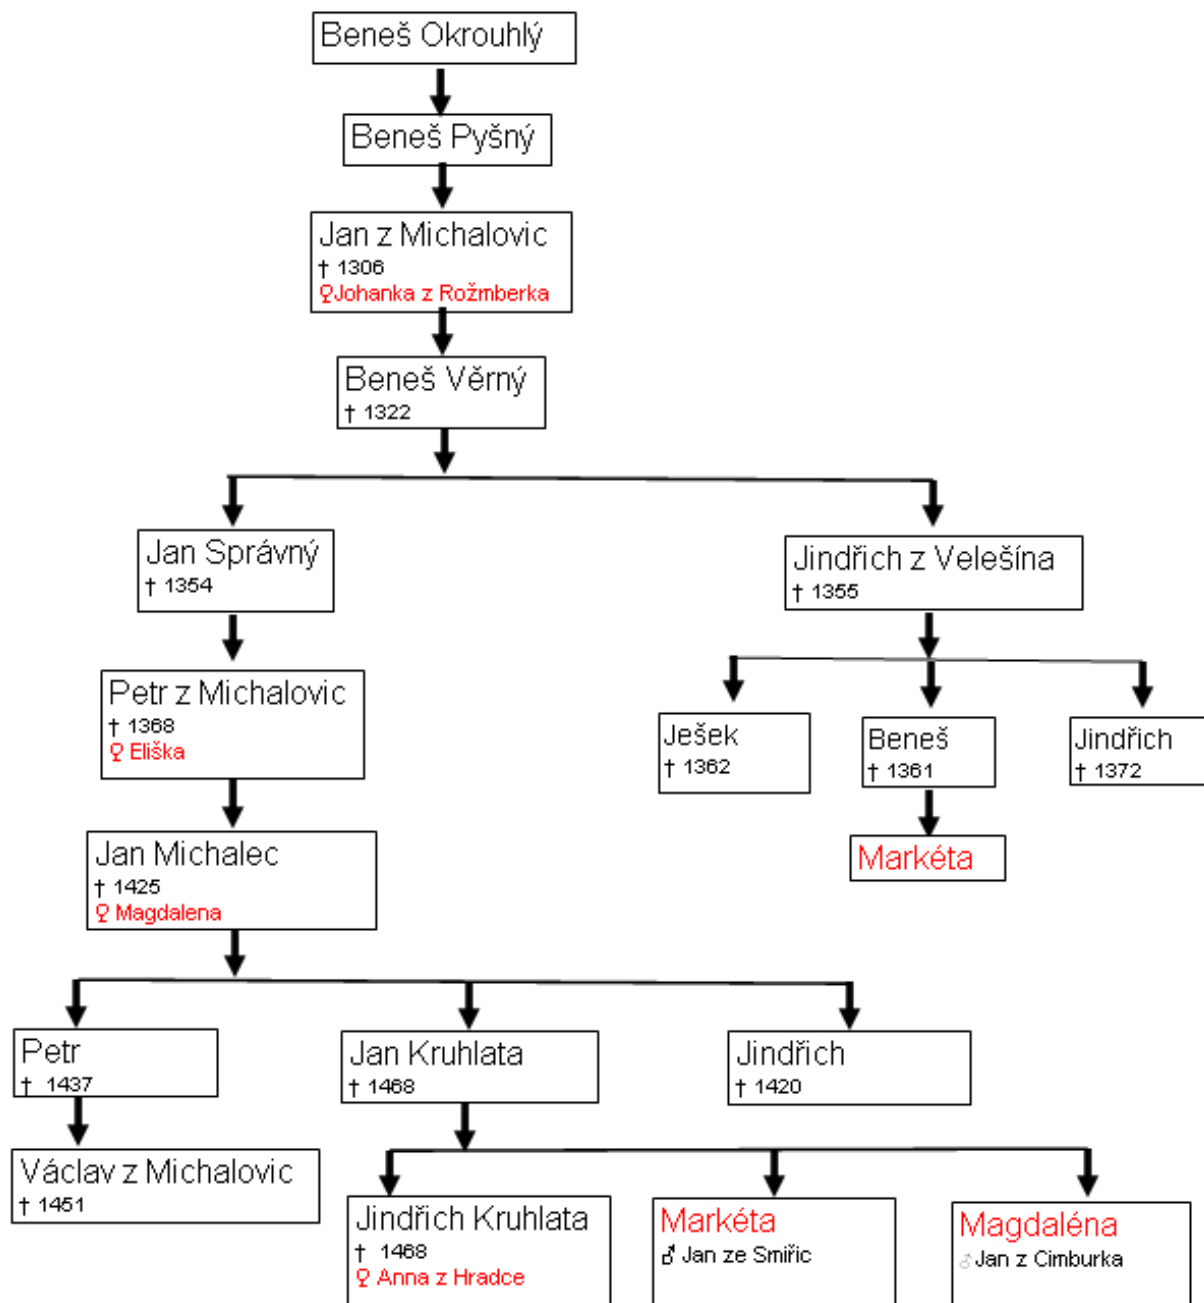 Beneš Okrouhlý
Beneš Pyšný
Jan z Michalovic
† 1306
♀Johanka z Rožmberka
Beneš Věrný
† 1322
Jan Správný
† 1354
Jindřich z Velešína
† 1355
Petr z Michalovic
† 1368
♀ Eliška
Ješek
† 1362
Beneš
† 1361
Jindřich
† 1372
Markéta
Jan Michalec
† 1425
♀ Magdalena
Petr
† 1437
Jan Kruhlata
† 1468
Jindřich
† 1420
Václav z Michalovic
† 1451
Jindřich Kruhlata
† 1468
♀ Anna z Hradce
Markéta
♂ Jan ze Smiřic
Magdaléna
♂Jan z Cimburka